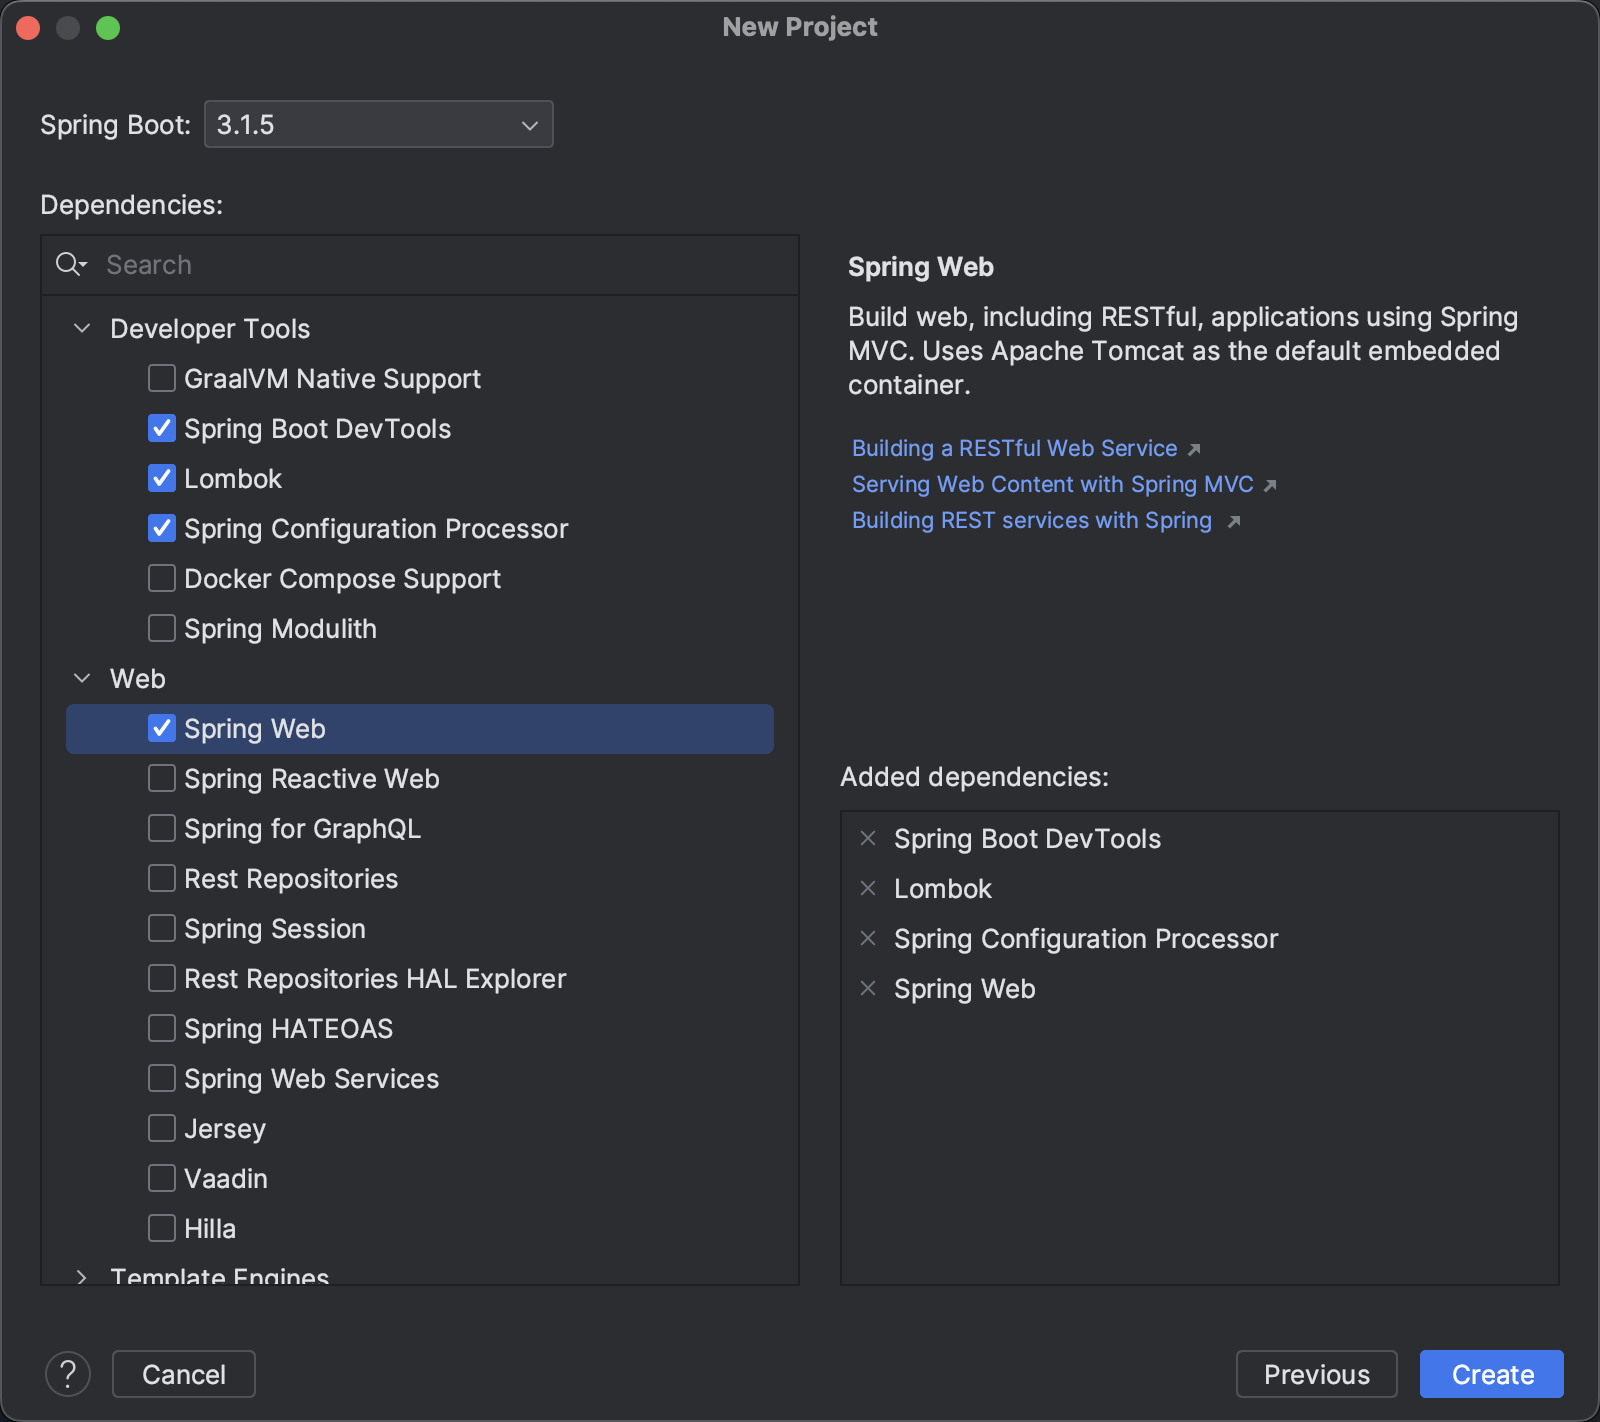 New Project
Spring Boot:
3.1.5
Dependencies:
Search
Developer Tools
GraalVM Native Support
Spring Boot DevTools
Lombok
Spring Configuration Processor
Docker Compose Support
Spring Modulith
Web
Spring Web
Spring Reactive Web
Spring for GraphQL
Rest Repositories
Spring Session
Rest Repositories HAL Explorer
Spring HATEOAS
Spring Web Services
Jersey
Vaadin
Hilla
Template Engines
Spring Web
Build web, including RESTful, applications using Spring
MVC. Uses Apache Tomcat as the default embedded
container.
Building a RESTful Web Service
Serving Web Content with Spring MVC
Building REST services with Spring
Added dependencies:
Spring Boot DevTools
Lombok
Spring Configuration Processor
Spring Web
?
Cancel
Previous
Create